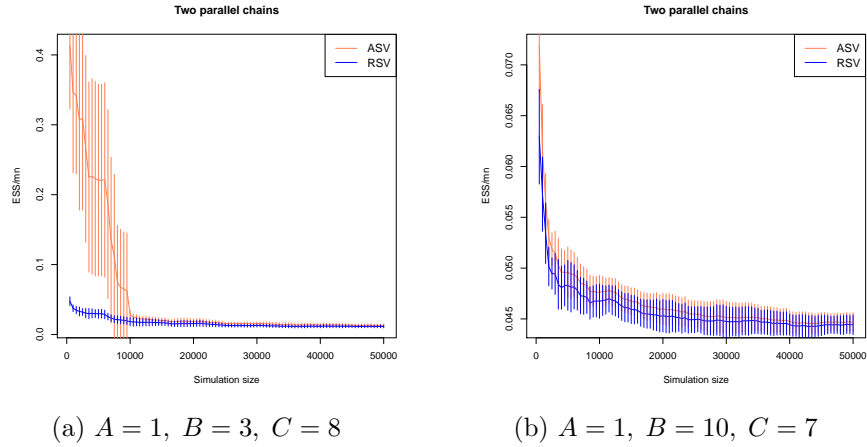 Two parallel chains
ASV
RSV
ESS/mn
0.0
0.1
0.2
0.3
0.4
0 10000 20000 30000 40000 50000
Simulation size
(a) A = 1, B = 3, C = 8
Two parallel chains
ASV
RSV
ESS/mn
0.045
0.050
0.055
0.060
0.065
0.070
0 10000 20000 30000 40000 50000
Simulation size
(b) A = 1, B = 10, C = 7